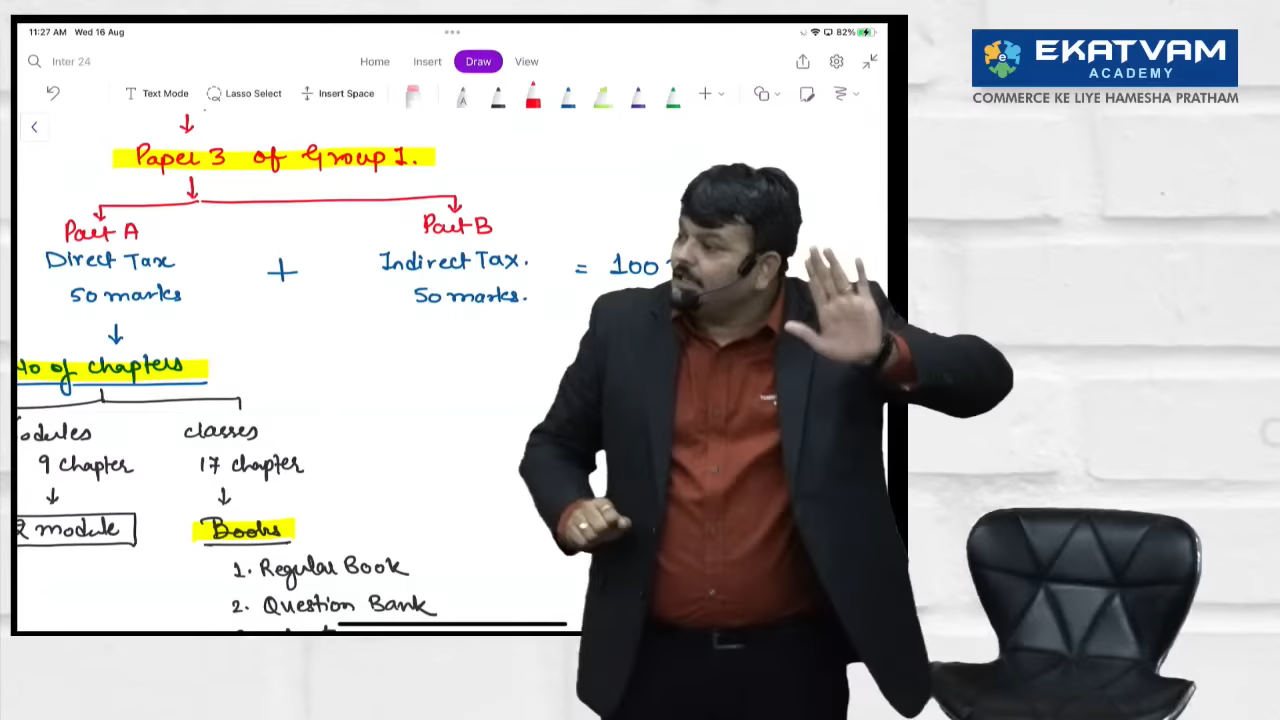 11:27 AM Wed 16 Aug
82%
Inter 24
Home Insert Draw View
Text Mode Lasso Select Insert Space
EKATVAM
ACADEMY
COMMERCE KE LIYE HAMESHA PRATHAM
Paper 3 of Group 1.
Part A
Part B
Direct Tax + Indirect Tax. = 100
50 marks
50 marks.
of chapters
classes
9 chapter
17 chapter
module
Books
1. Regular Book
2. Question Bank